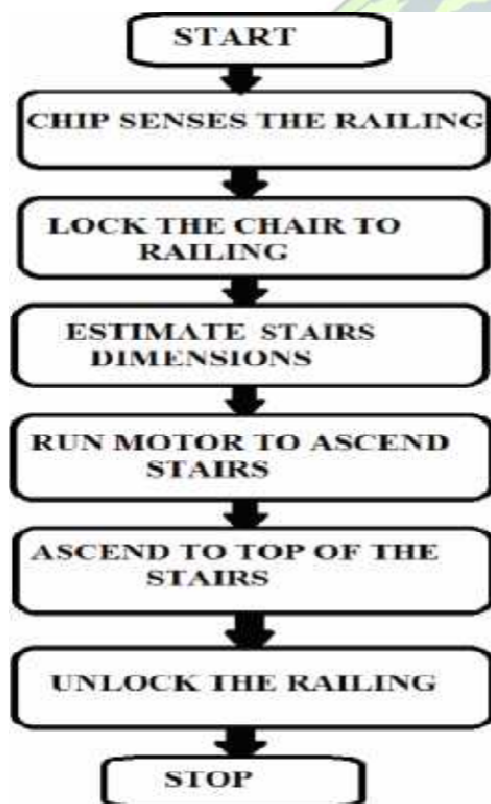 START
CHIP SENSES THE RAILING
LOCK THE CHAIR TO
RAILING
ESTIMATE STAIRS
DIMENSIONS
RUN MOTOR TO ASCEND
STAIRS
ASCEND TO TOP OF THE
STAIRS
UNLOCK THE RAILING
STOP